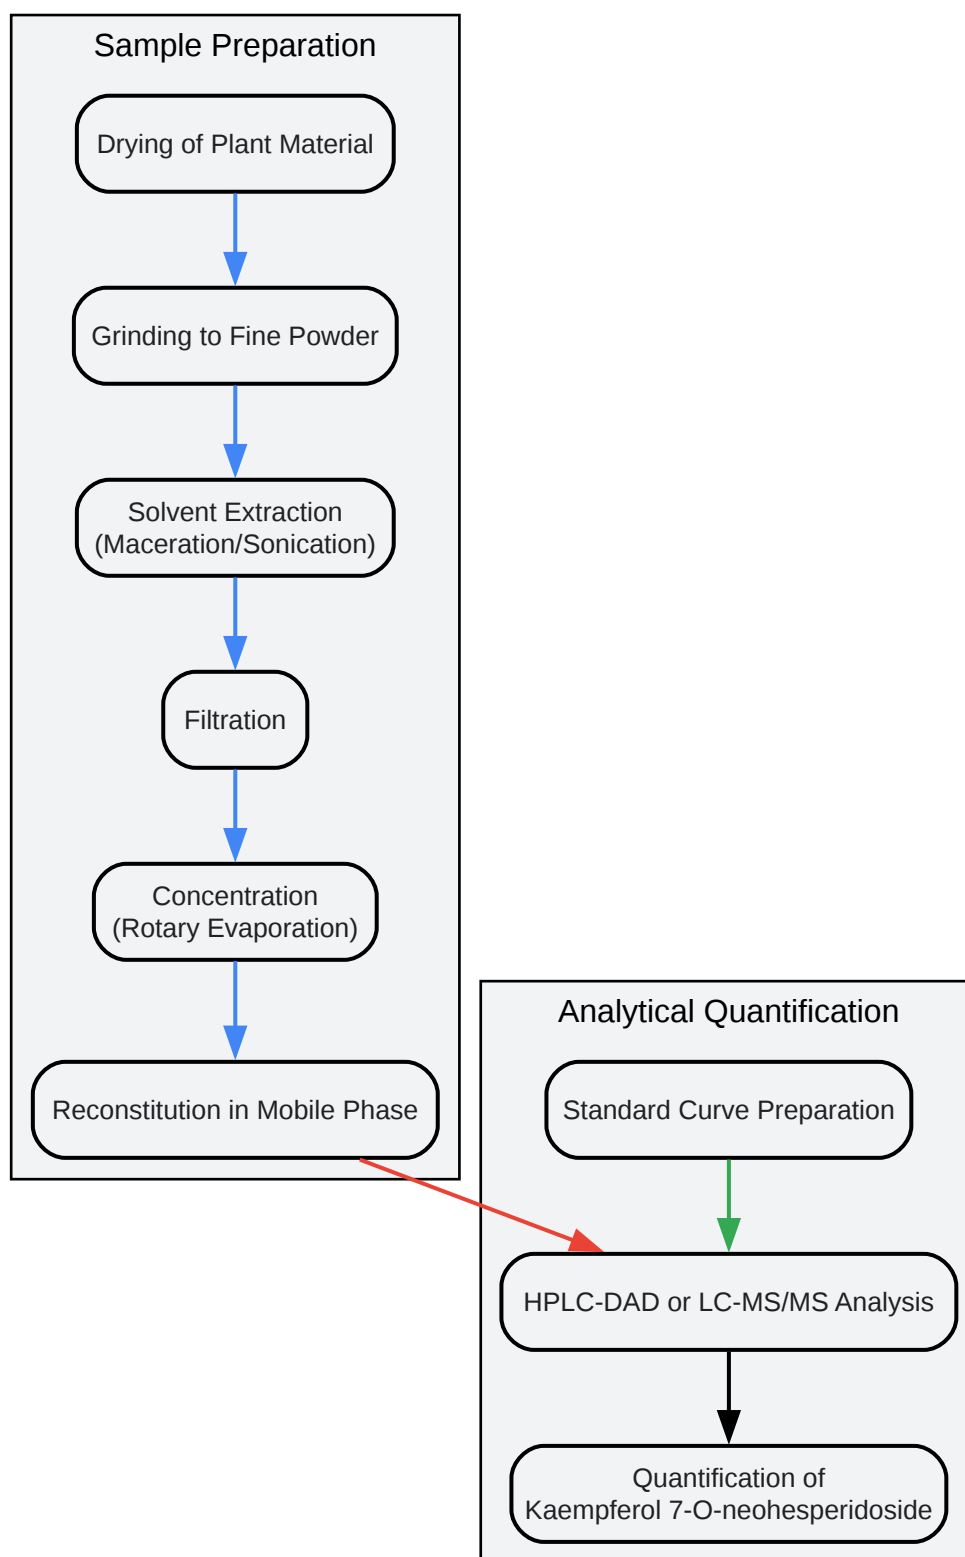 Sample Preparation
Drying of Plant Material
Grinding to Fine Powder
Solvent Extraction
(Maceration/Sonication)
Filtration
Concentration
(Rotary Evaporation)
Reconstitution in Mobile Phase
Analytical Quantification
Standard Curve Preparation
HPLC-DAD or LC-MS/MS Analysis
Quantification of
Kaempferol 7-O-neohesperidoside